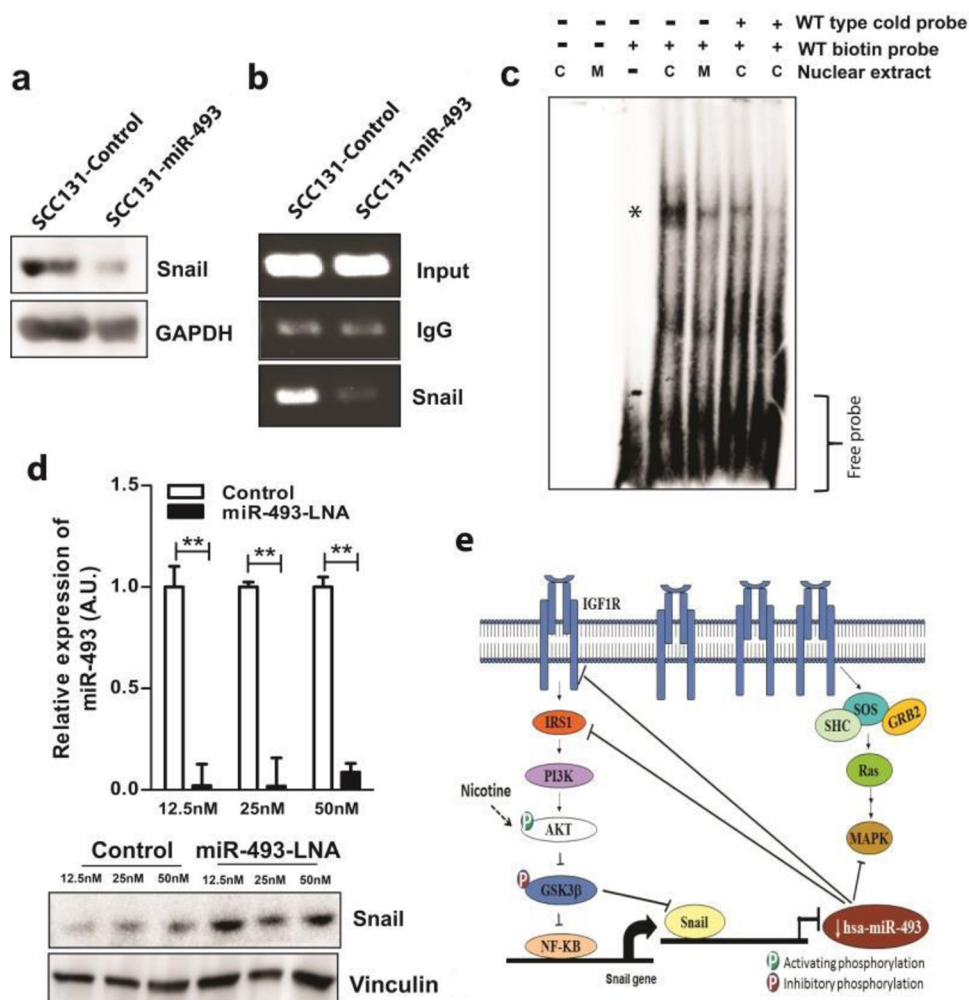 a
SCC131-Control
SCC131-miR-493
Snail
GAPDH
b
SCC131-Control
SCC131-miR-493
Input
IgG
Snail
c
- - - - - + + WT type cold probe
- - + + + + + WT biotin probe
C M - C M C C Nuclear extract
*
Free probe
d
Relative expression of
miR-493 (A.U.)
1.5
1.0
0.5
0.0
Control
miR-493-LNA
** ** **
12.5nM 25nM 50nM
Control miR-493-LNA
12.5nM 25nM 50nM 12.5nM 25nM 50nM
Snail
Vinculin
e
IGF1R
IRS1
PI3K
Nicotine
P
AKT
P
GSK3β
NF-KB
Snail
Snail gene
SOS
SHC
GRB2
Ras
MAPK
↓hsa-miR-493
P Activating phosphorylation
P Inhibitory phosphorylation